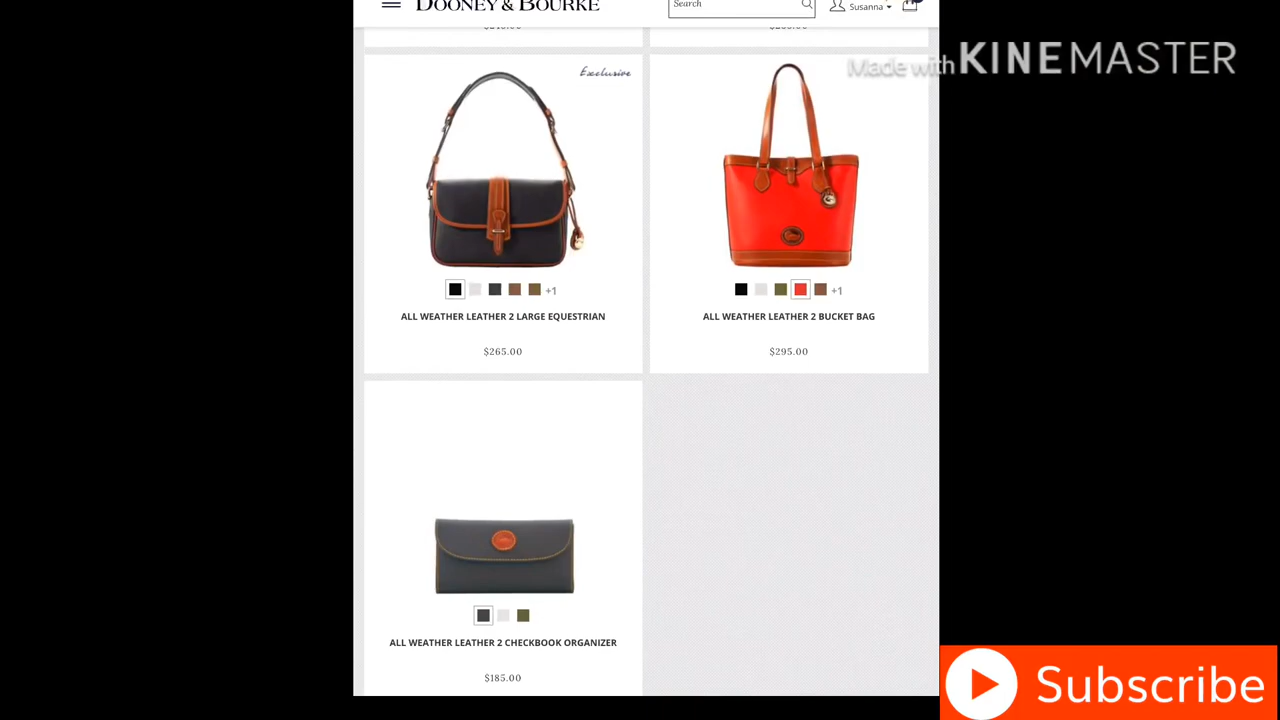 DOONEY & BOURKE
Search
Susanna
Made with KINEMASTER
Exclusive
+1
+1
ALL WEATHER LEATHER 2 LARGE EQUESTRIAN
ALL WEATHER LEATHER 2 BUCKET BAG
$265.00
$295.00
ALL WEATHER LEATHER 2 CHECKBOOK ORGANIZER
$185.00
Subscribe